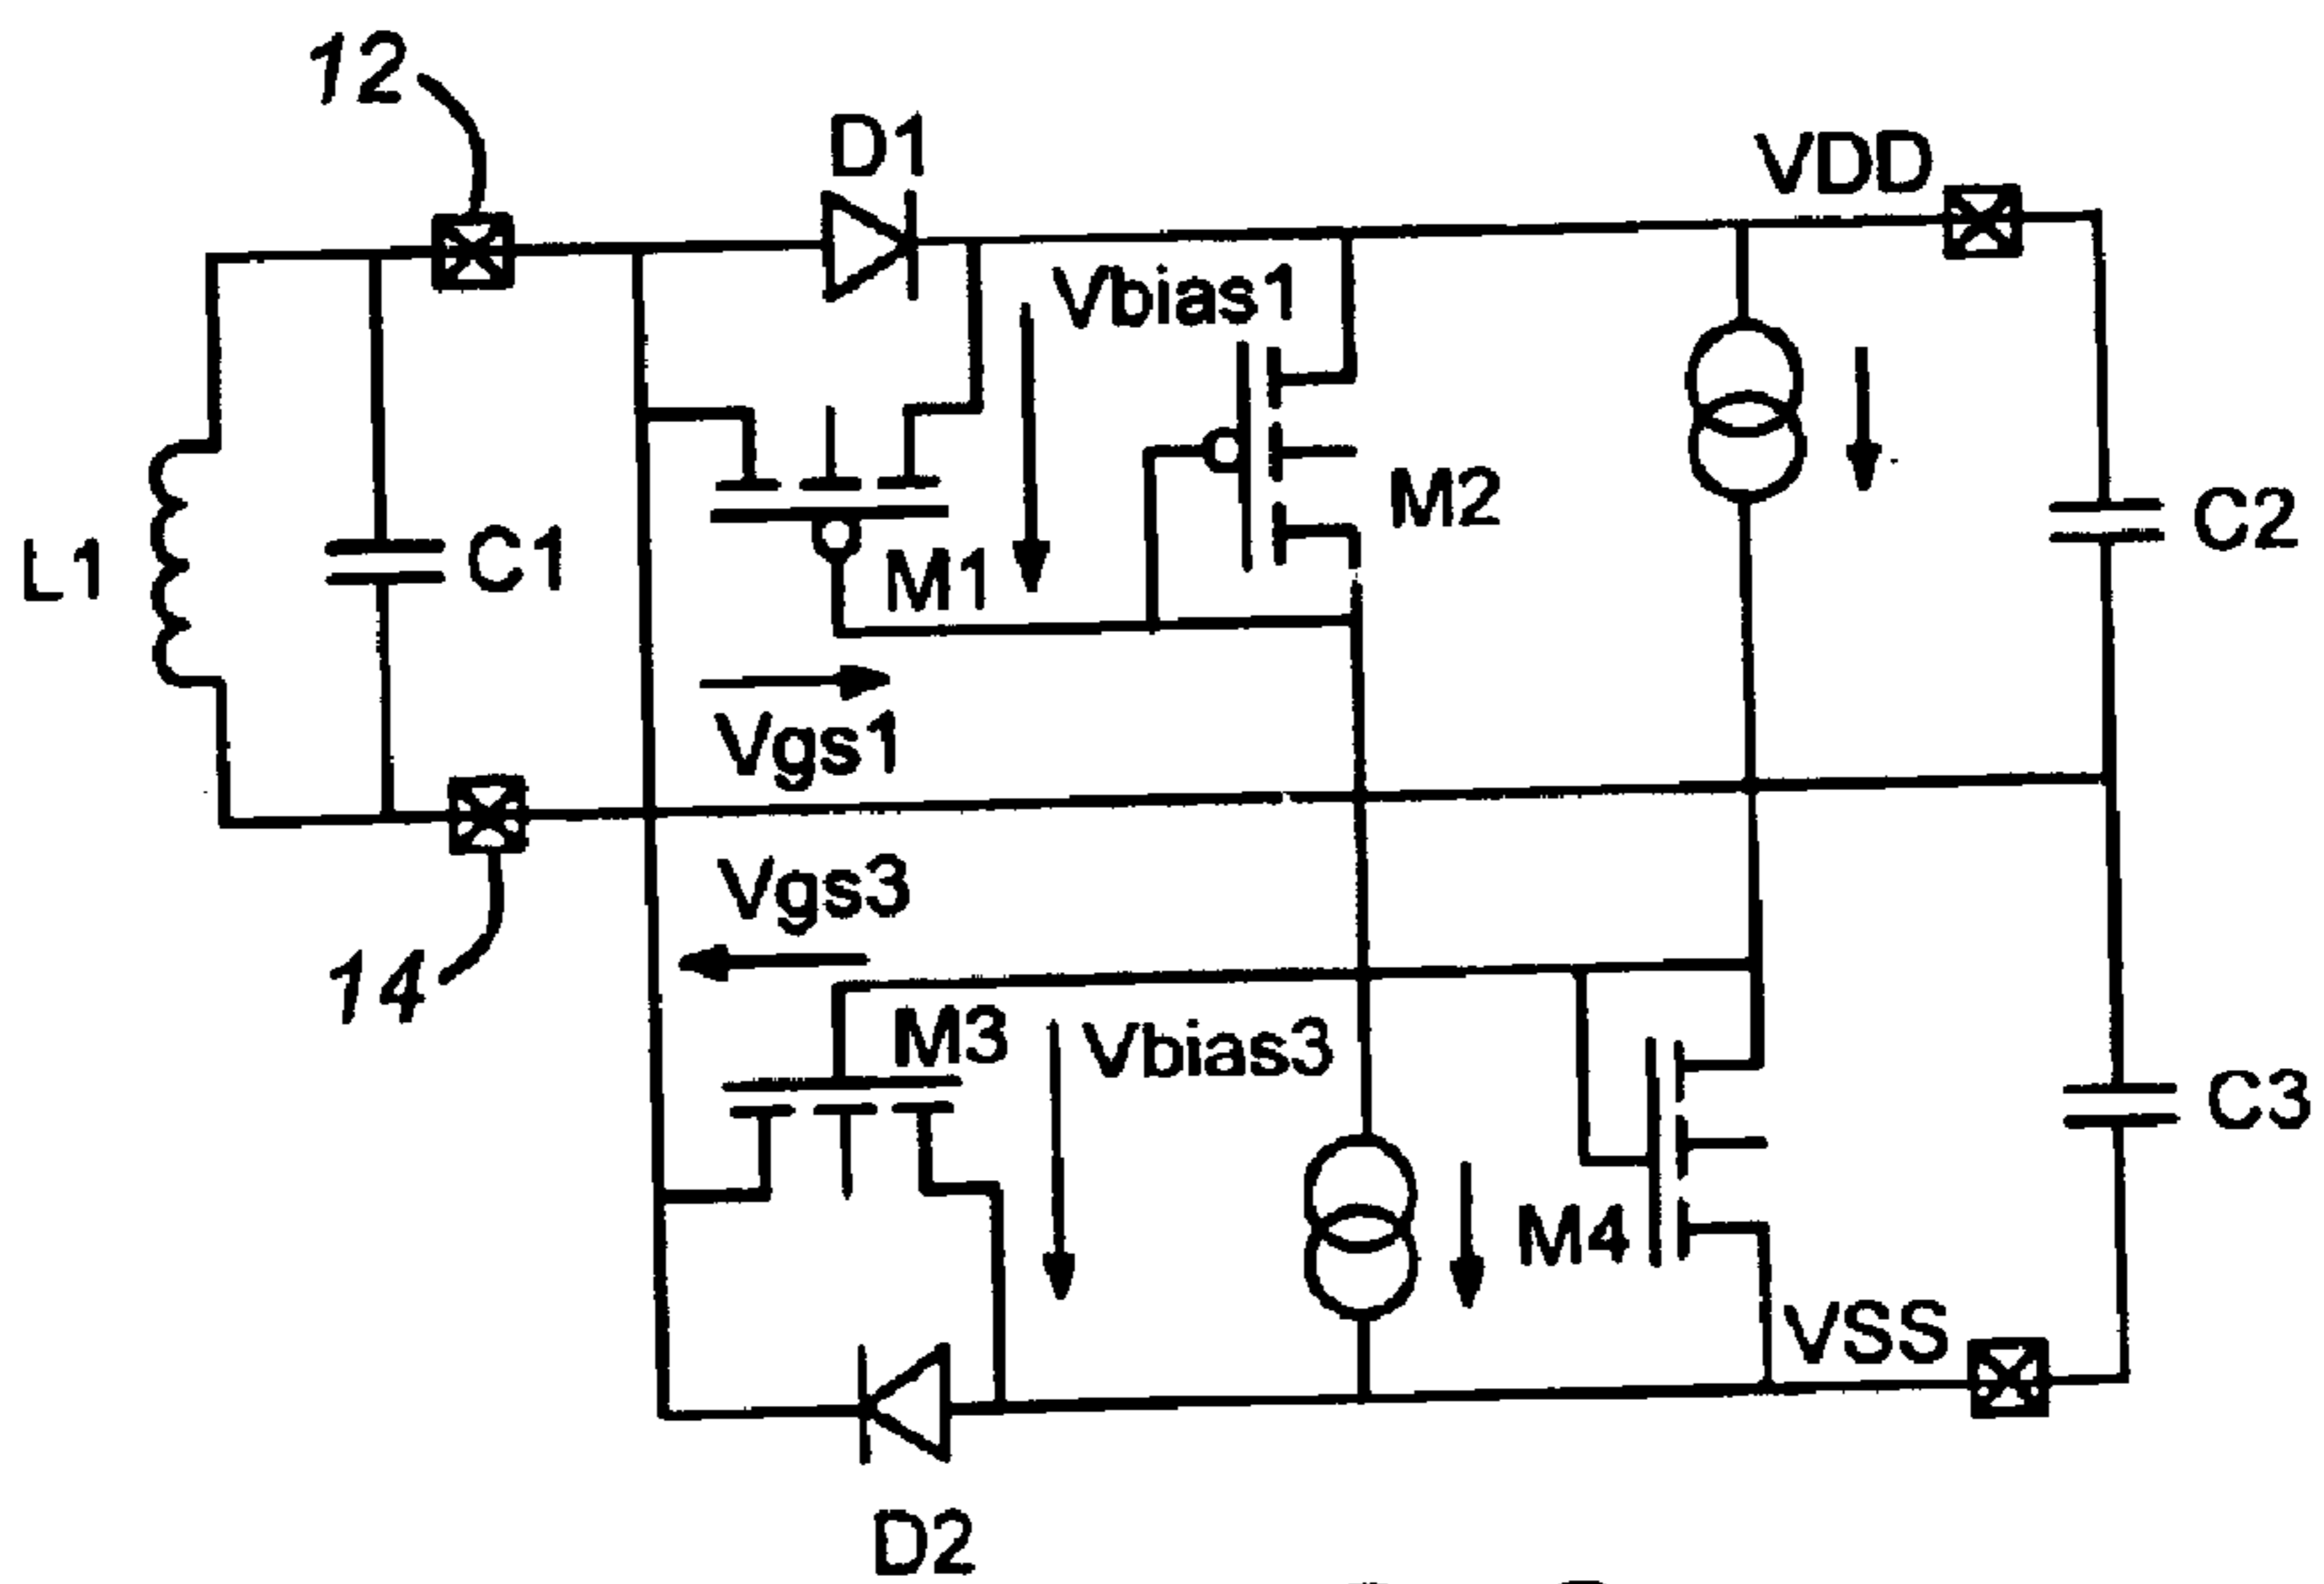 12
D1
VDD
Vbias1
M2
C2
L1
C1
M1
Vgs1
Vgs3
14
M3
Vbias3
C3
M4
VSS
D2